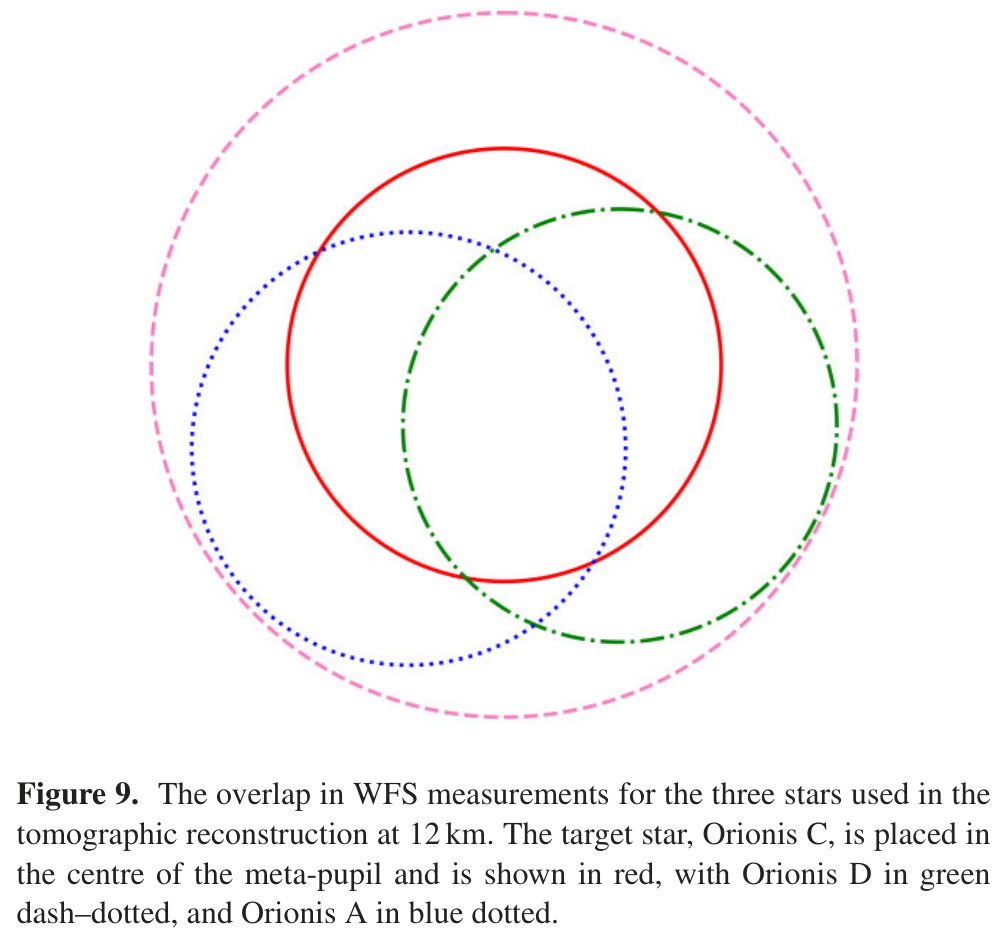 Figure 9. The overlap in WFS measurements for the three stars used in the
tomographic reconstruction at 12 km. The target star, Orionis C, is placed in
the centre of the meta-pupil and is shown in red, with Orionis D in green
dash–dotted, and Orionis A in blue dotted.